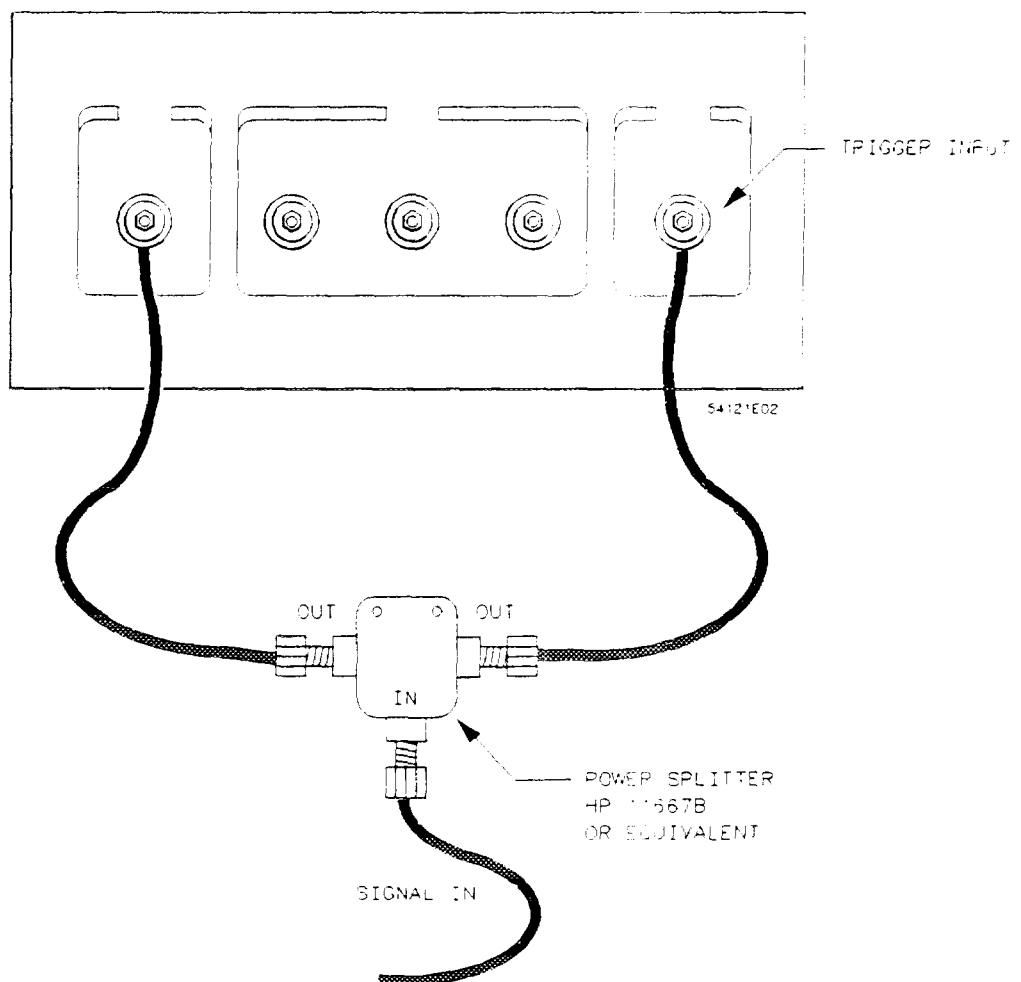 TRIGGER INPUT
54121E02
OUT
OUT
IN
POWER SPLITTER
HP 11667B
OR EQUIVALENT
SIGNAL IN